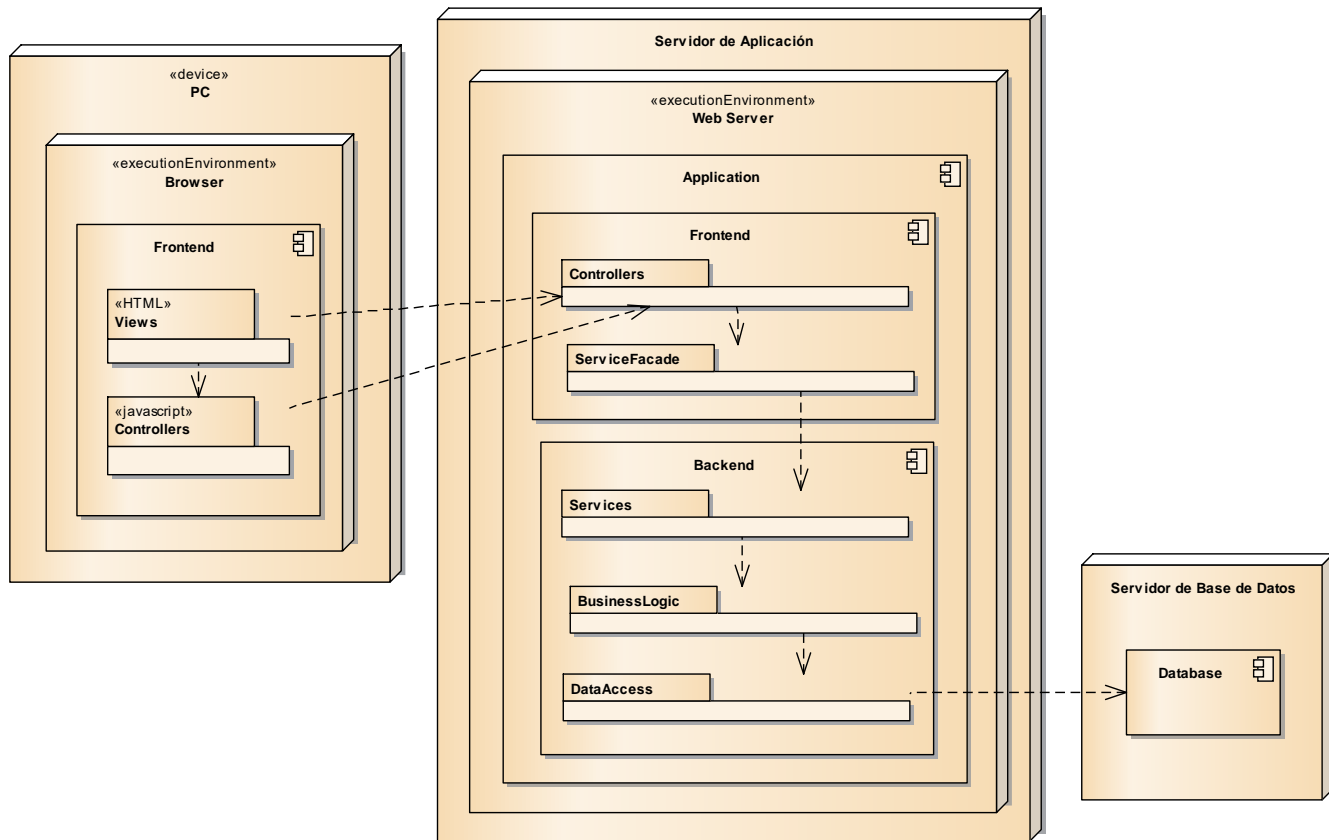 «device»
PC
«executionEnvironment»
Browser
Frontend
«HTML»
Views
«javascript»
Controllers
Servidor de Aplicación
«executionEnvironment»
Web Server
Application
Frontend
Controllers
ServiceFacade
Backend
Services
BusinessLogic
DataAccess
Servidor de Base de Datos
Database